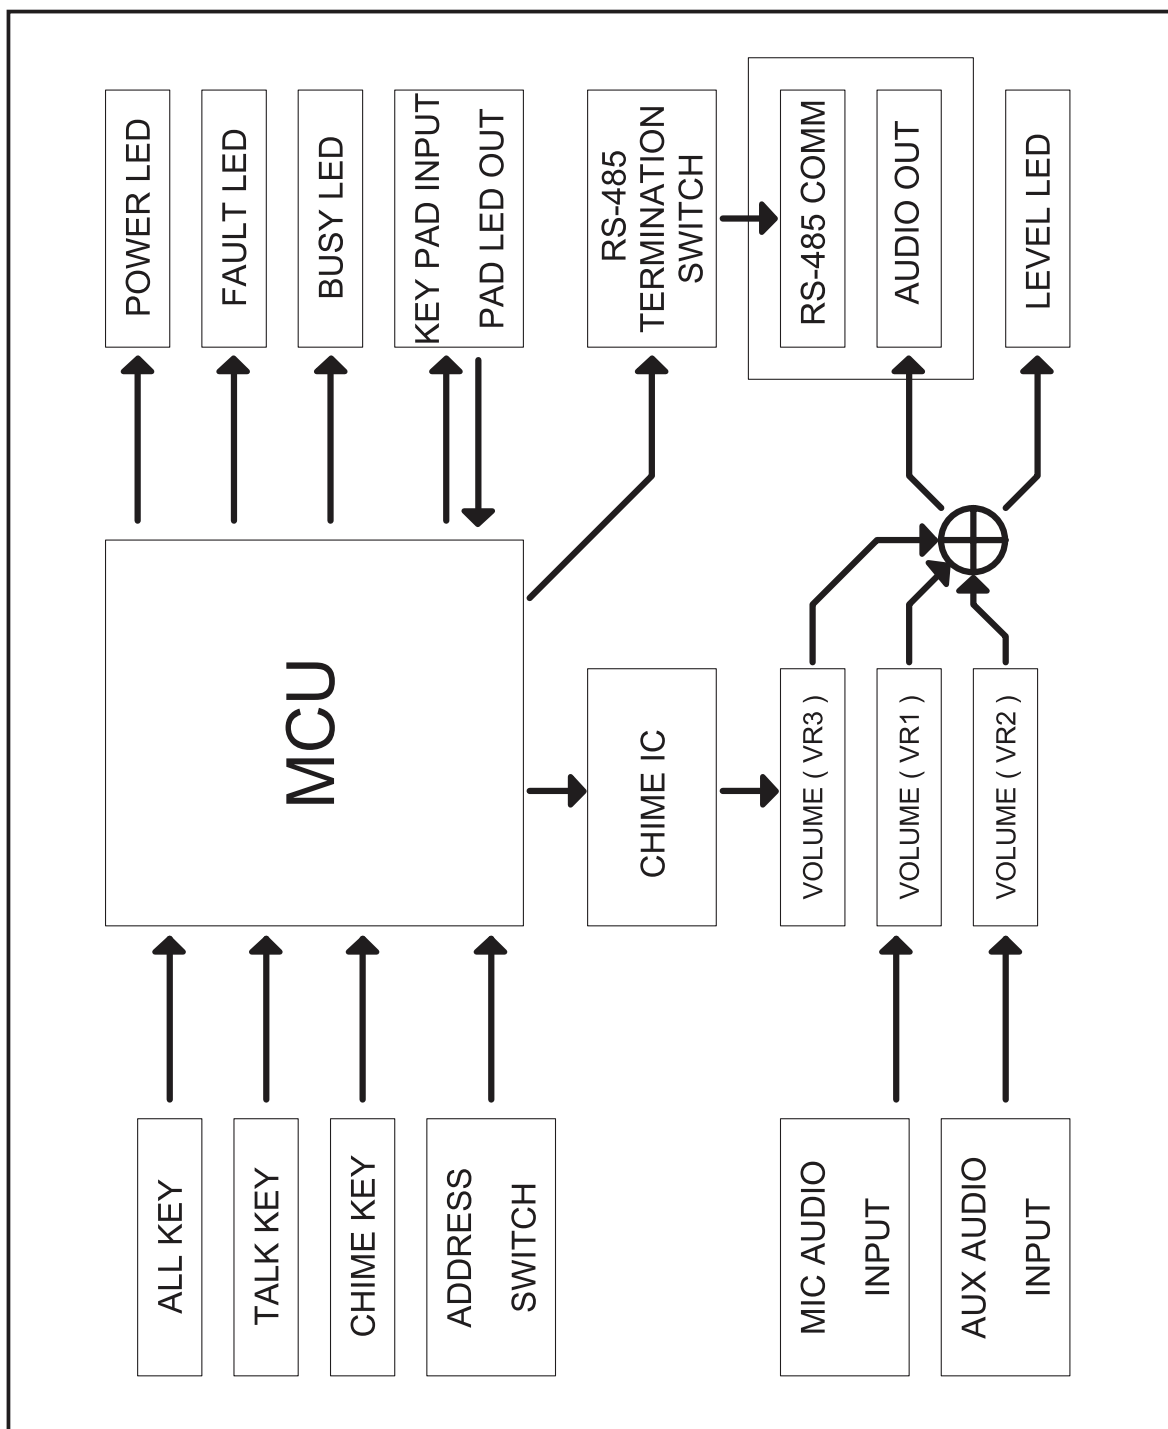 POWER LED
FAULT LED
BUSY LED
KEY PAD INPUT
PAD LED OUT
RS-485
TERMINATION
SWITCH
RS-485 COMM
AUDIO OUT
LEVEL LED
MCU
CHIME IC
VOLUME ( VR3 )
VOLUME ( VR1 )
VOLUME ( VR2 )
ALL KEY
TALK KEY
CHIME KEY
ADDRESS
SWITCH
MIC AUDIO
INPUT
AUX AUDIO
INPUT